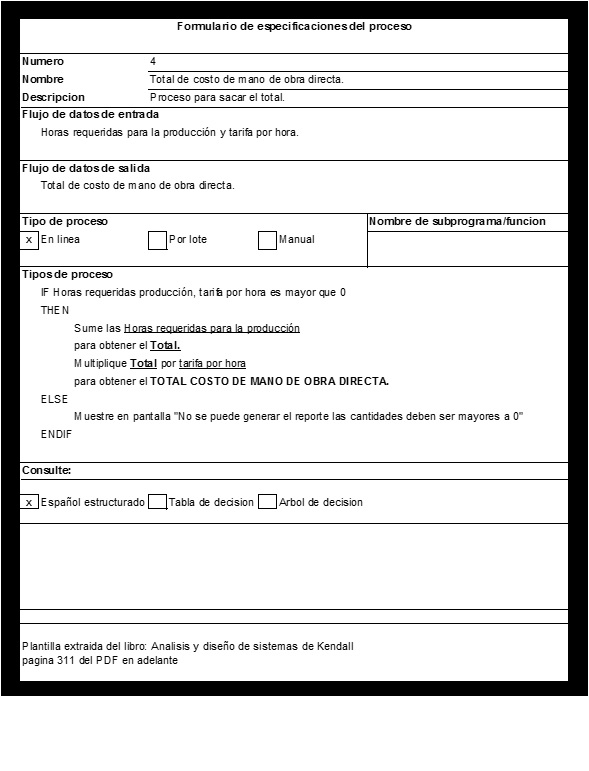 Formulario de especificaciones del proceso
Numero 4
Nombre Total de costo de mano de obra directa.
Descripcion Proceso para sacar el total.
Flujo de datos de entrada
Horas requeridas para la producción y tarifa por hora.
Flujo de datos de salida
Total de costo de mano de obra directa.
Tipo de proceso Nombre de subprograma/funcion
x En linea Por lote Manual
Tipos de proceso
IF Horas requeridas producción, tarifa por hora es mayor que 0
THEN
Sume las Horas requeridas para la producción
para obtener el Total.
Multiplique Total por tarifa por hora
para obtener el TOTAL COSTO DE MANO DE OBRA DIRECTA.
ELSE
Muestre en pantalla "No se puede generar el reporte las cantidades deben ser mayores a 0"
ENDIF
Consulte:
x Español estructurado Tabla de decision Arbol de decision
Plantilla extraida del libro: Analisis y diseño de sistemas de Kendall
pagina 311 del PDF en adelante